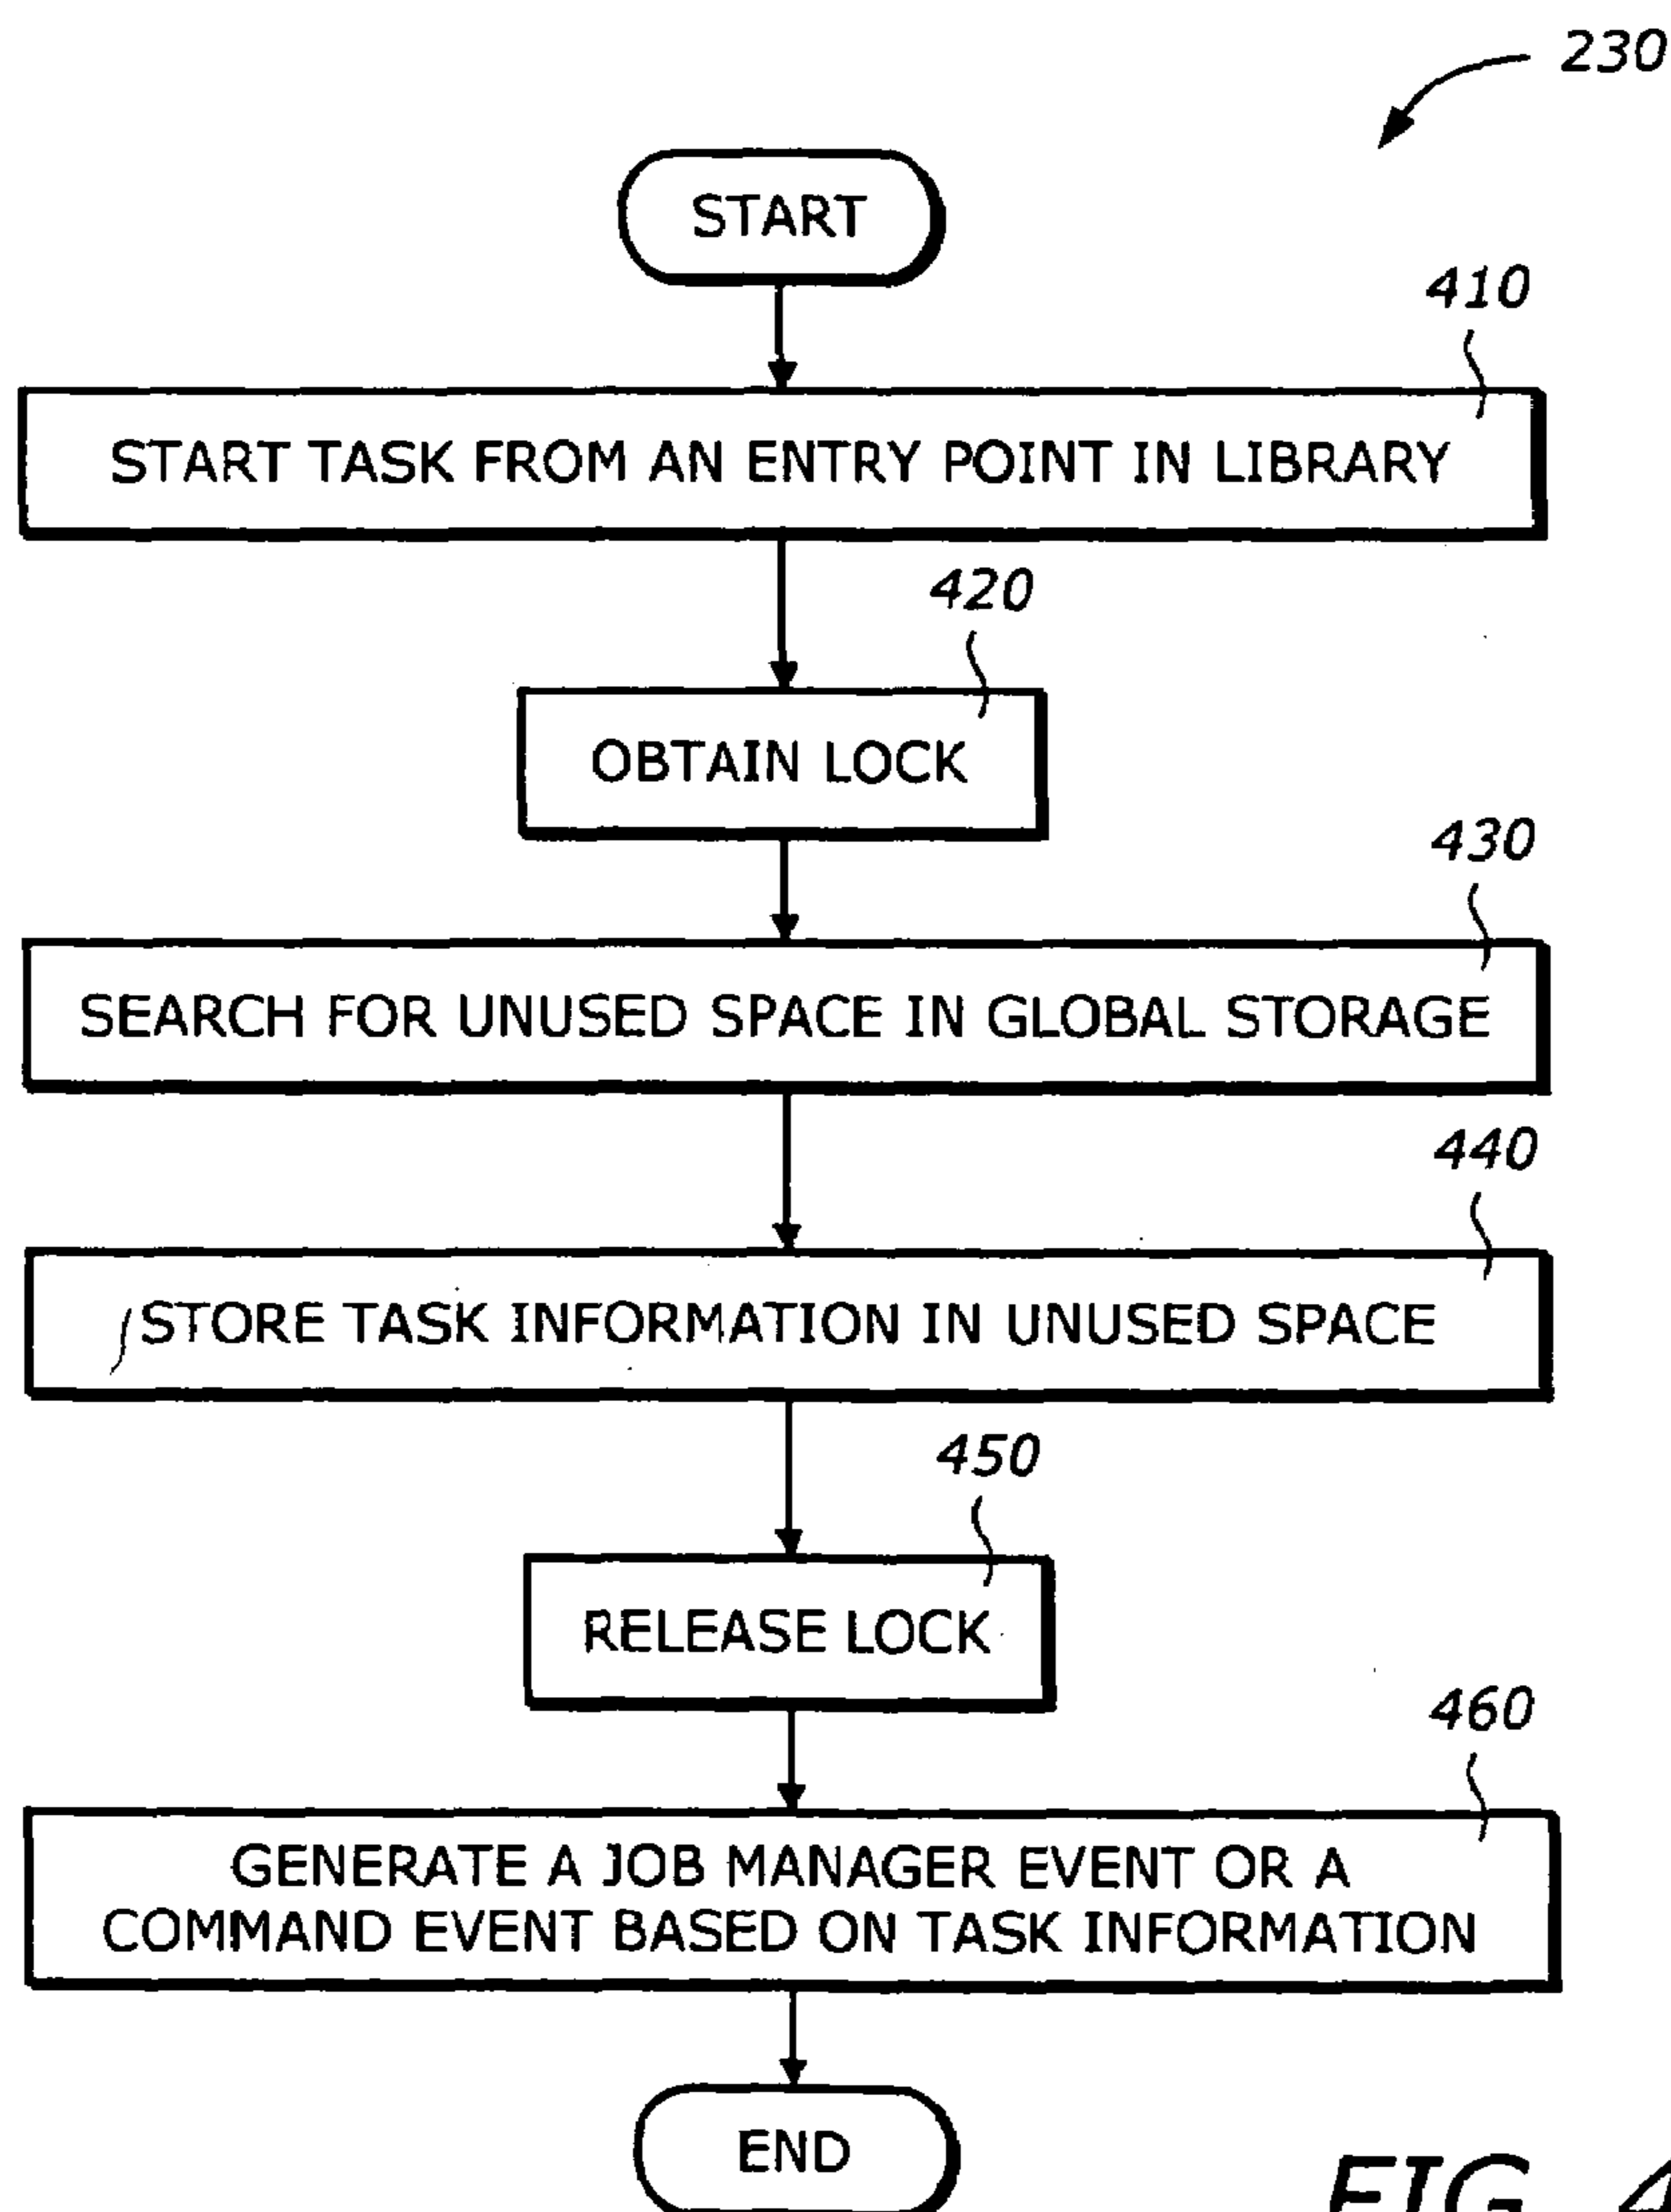 230
START
410
START TASK FROM AN ENTRY POINT IN LIBRARY
420
OBTAIN LOCK
430
SEARCH FOR UNUSED SPACE IN GLOBAL STORAGE
440
STORE TASK INFORMATION IN UNUSED SPACE
450
RELEASE LOCK
460
GENERATE A JOB MANAGER EVENT OR A
COMMAND EVENT BASED ON TASK INFORMATION
END
FIG. 4